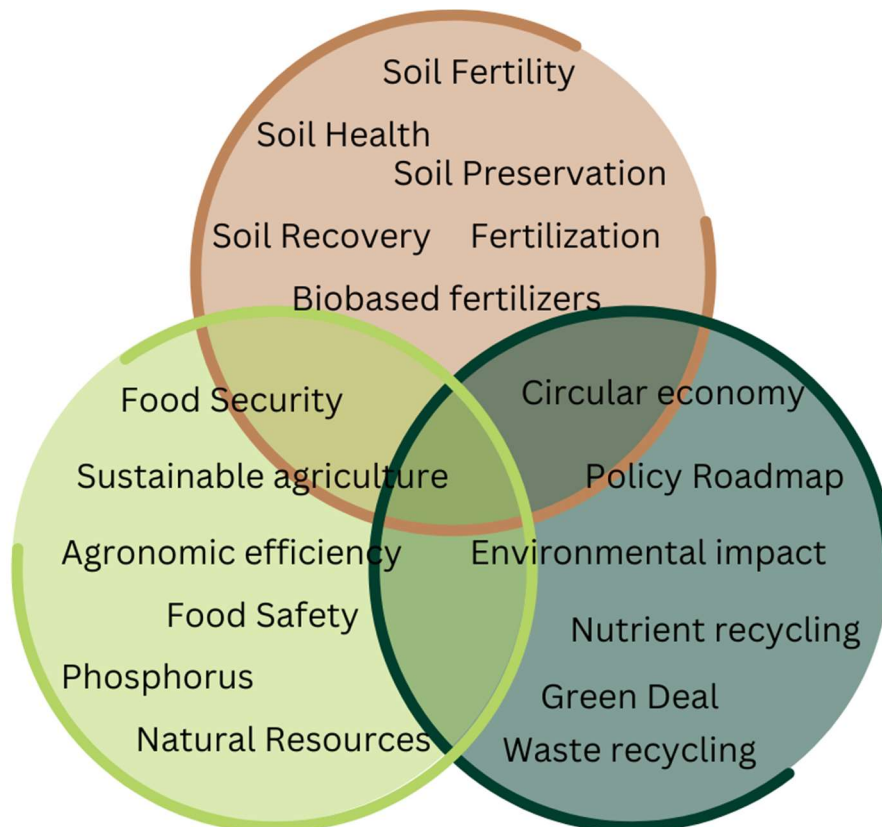 Soil Fertility
Soil Health
Soil Preservation
Soil Recovery
Fertilization
Biobased fertilizers
Food Security
Sustainable agriculture
Agronomic efficiency
Food Safety
Phosphorus
Natural Resources
Circular economy
Policy Roadmap
Environmental impact
Nutrient recycling
Green Deal
Waste recycling